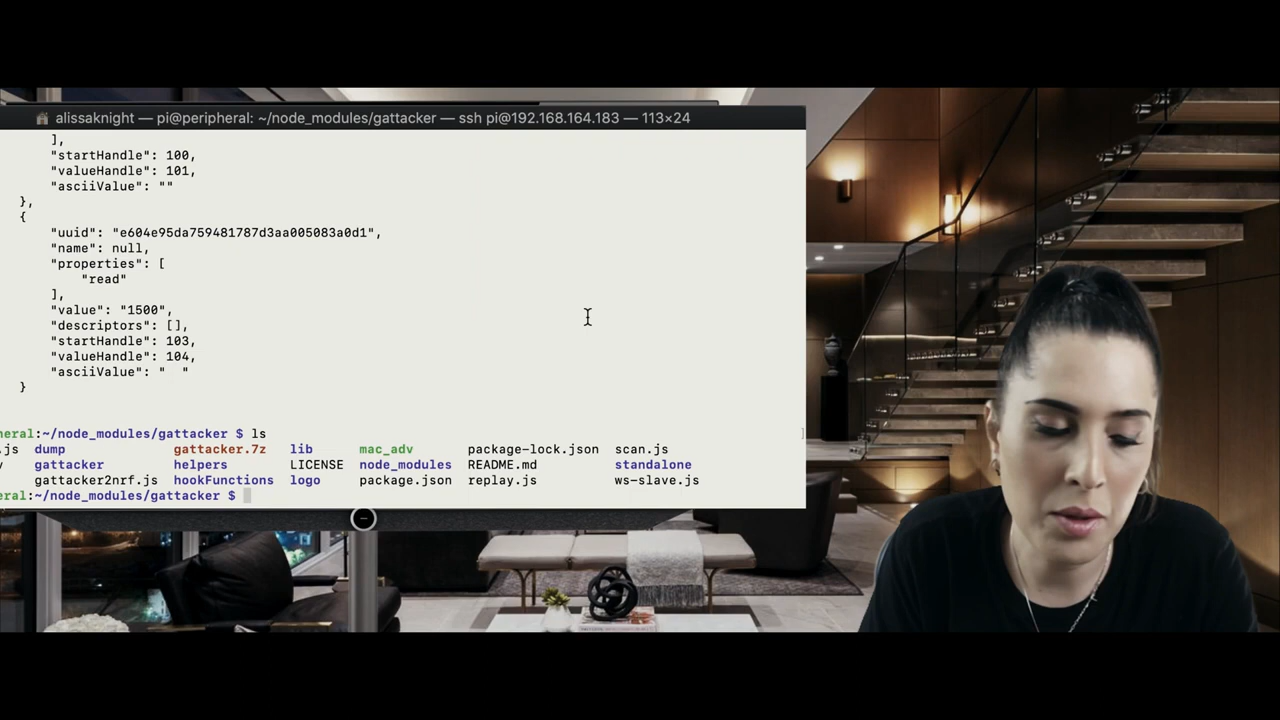 alissaknight — pi@peripheral: ~/node_modules/gattacker — ssh pi@192.168.164.183 — 113×24
],
"startHandle": 100,
"valueHandle": 101,
"asciiValue": ""
},
{
"uuid": "e604e95da759481787d3aa005083a0d1",
"name": null,
"properties": [
"read"
],
"value": "1500",
"descriptors": [],
"startHandle": 103,
"valueHandle": 104,
"asciiValue": "  "
}
heral:~/node_modules/gattacker $ ls
.js dump gattacker.7z lib mac_adv package-lock.json scan.js
gattacker helpers LICENSE node_modules README.md standalone
gattacker2nrf.js hookFunctions logo package.json replay.js ws-slave.js
eral:~/node_modules/gattacker $